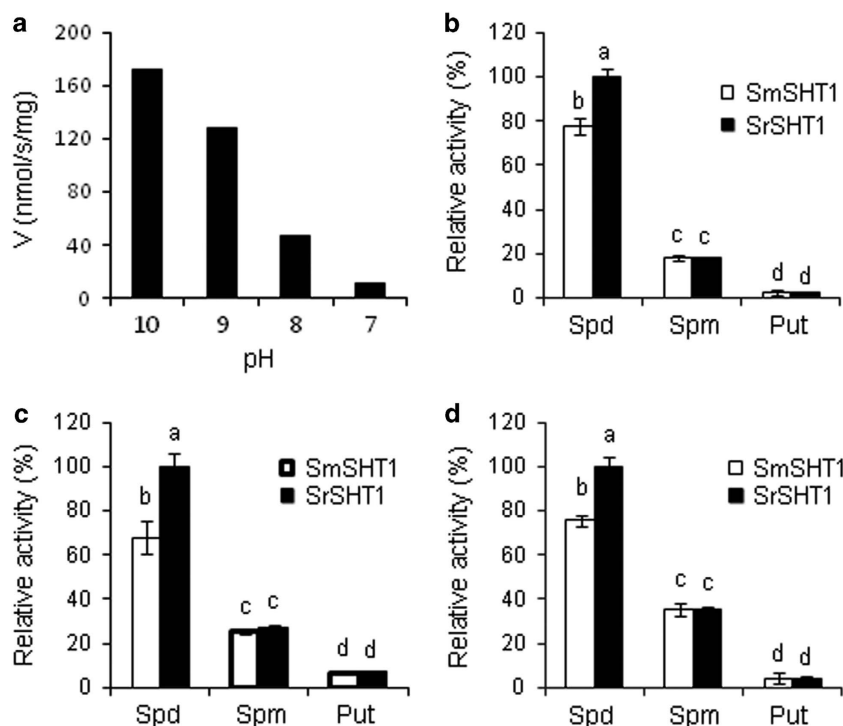 a
V (nmol/s/mg)
200
160
120
80
40
0
10 9 8 7
pH
b
Relative activity (%)
120
100
80
60
40
20
0
b a
c c
d d
SmSHT1
SrSHT1
Spd Spm Put
c
Relative activity (%)
120
100
80
60
40
20
0
b a
c c
d d
SmSHT1
SrSHT1
Spd Spm Put
d
Relative activity (%)
120
100
80
60
40
20
0
b a
c c
d d
SmSHT1
SrSHT1
Spd Spm Put